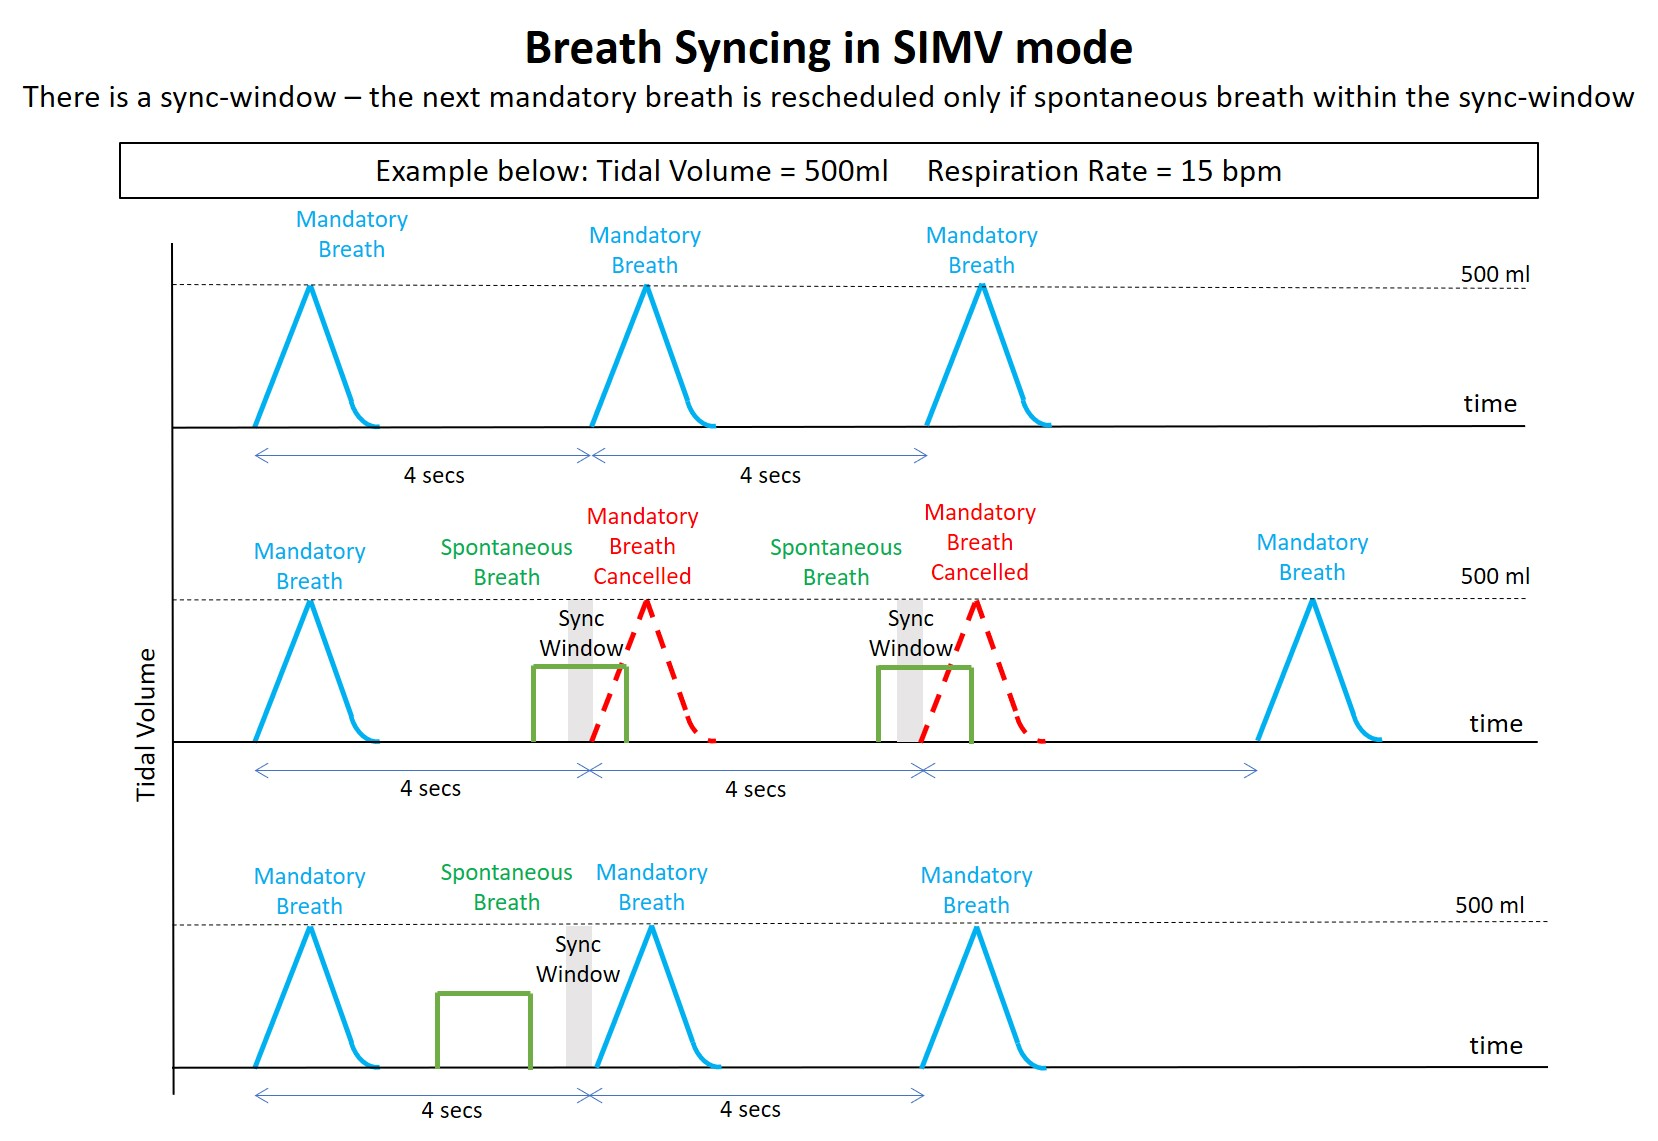 Breath Syncing in SIMV mode
There is a sync-window – the next mandatory breath is rescheduled only if spontaneous breath within the sync-window
Example below: Tidal Volume = 500ml Respiration Rate = 15 bpm
Mandatory
Breath
Mandatory
Breath
Mandatory
Breath
500 ml
time
4 secs
4 secs
Mandatory
Breath
Spontaneous
Breath
Mandatory
Breath
Cancelled
Spontaneous
Breath
Mandatory
Breath
Cancelled
Mandatory
Breath
500 ml
Sync
Window
Sync
Window
Tidal Volume
time
4 secs
4 secs
Mandatory
Breath
Spontaneous
Breath
Mandatory
Breath
Mandatory
Breath
500 ml
Sync
Window
time
4 secs
4 secs